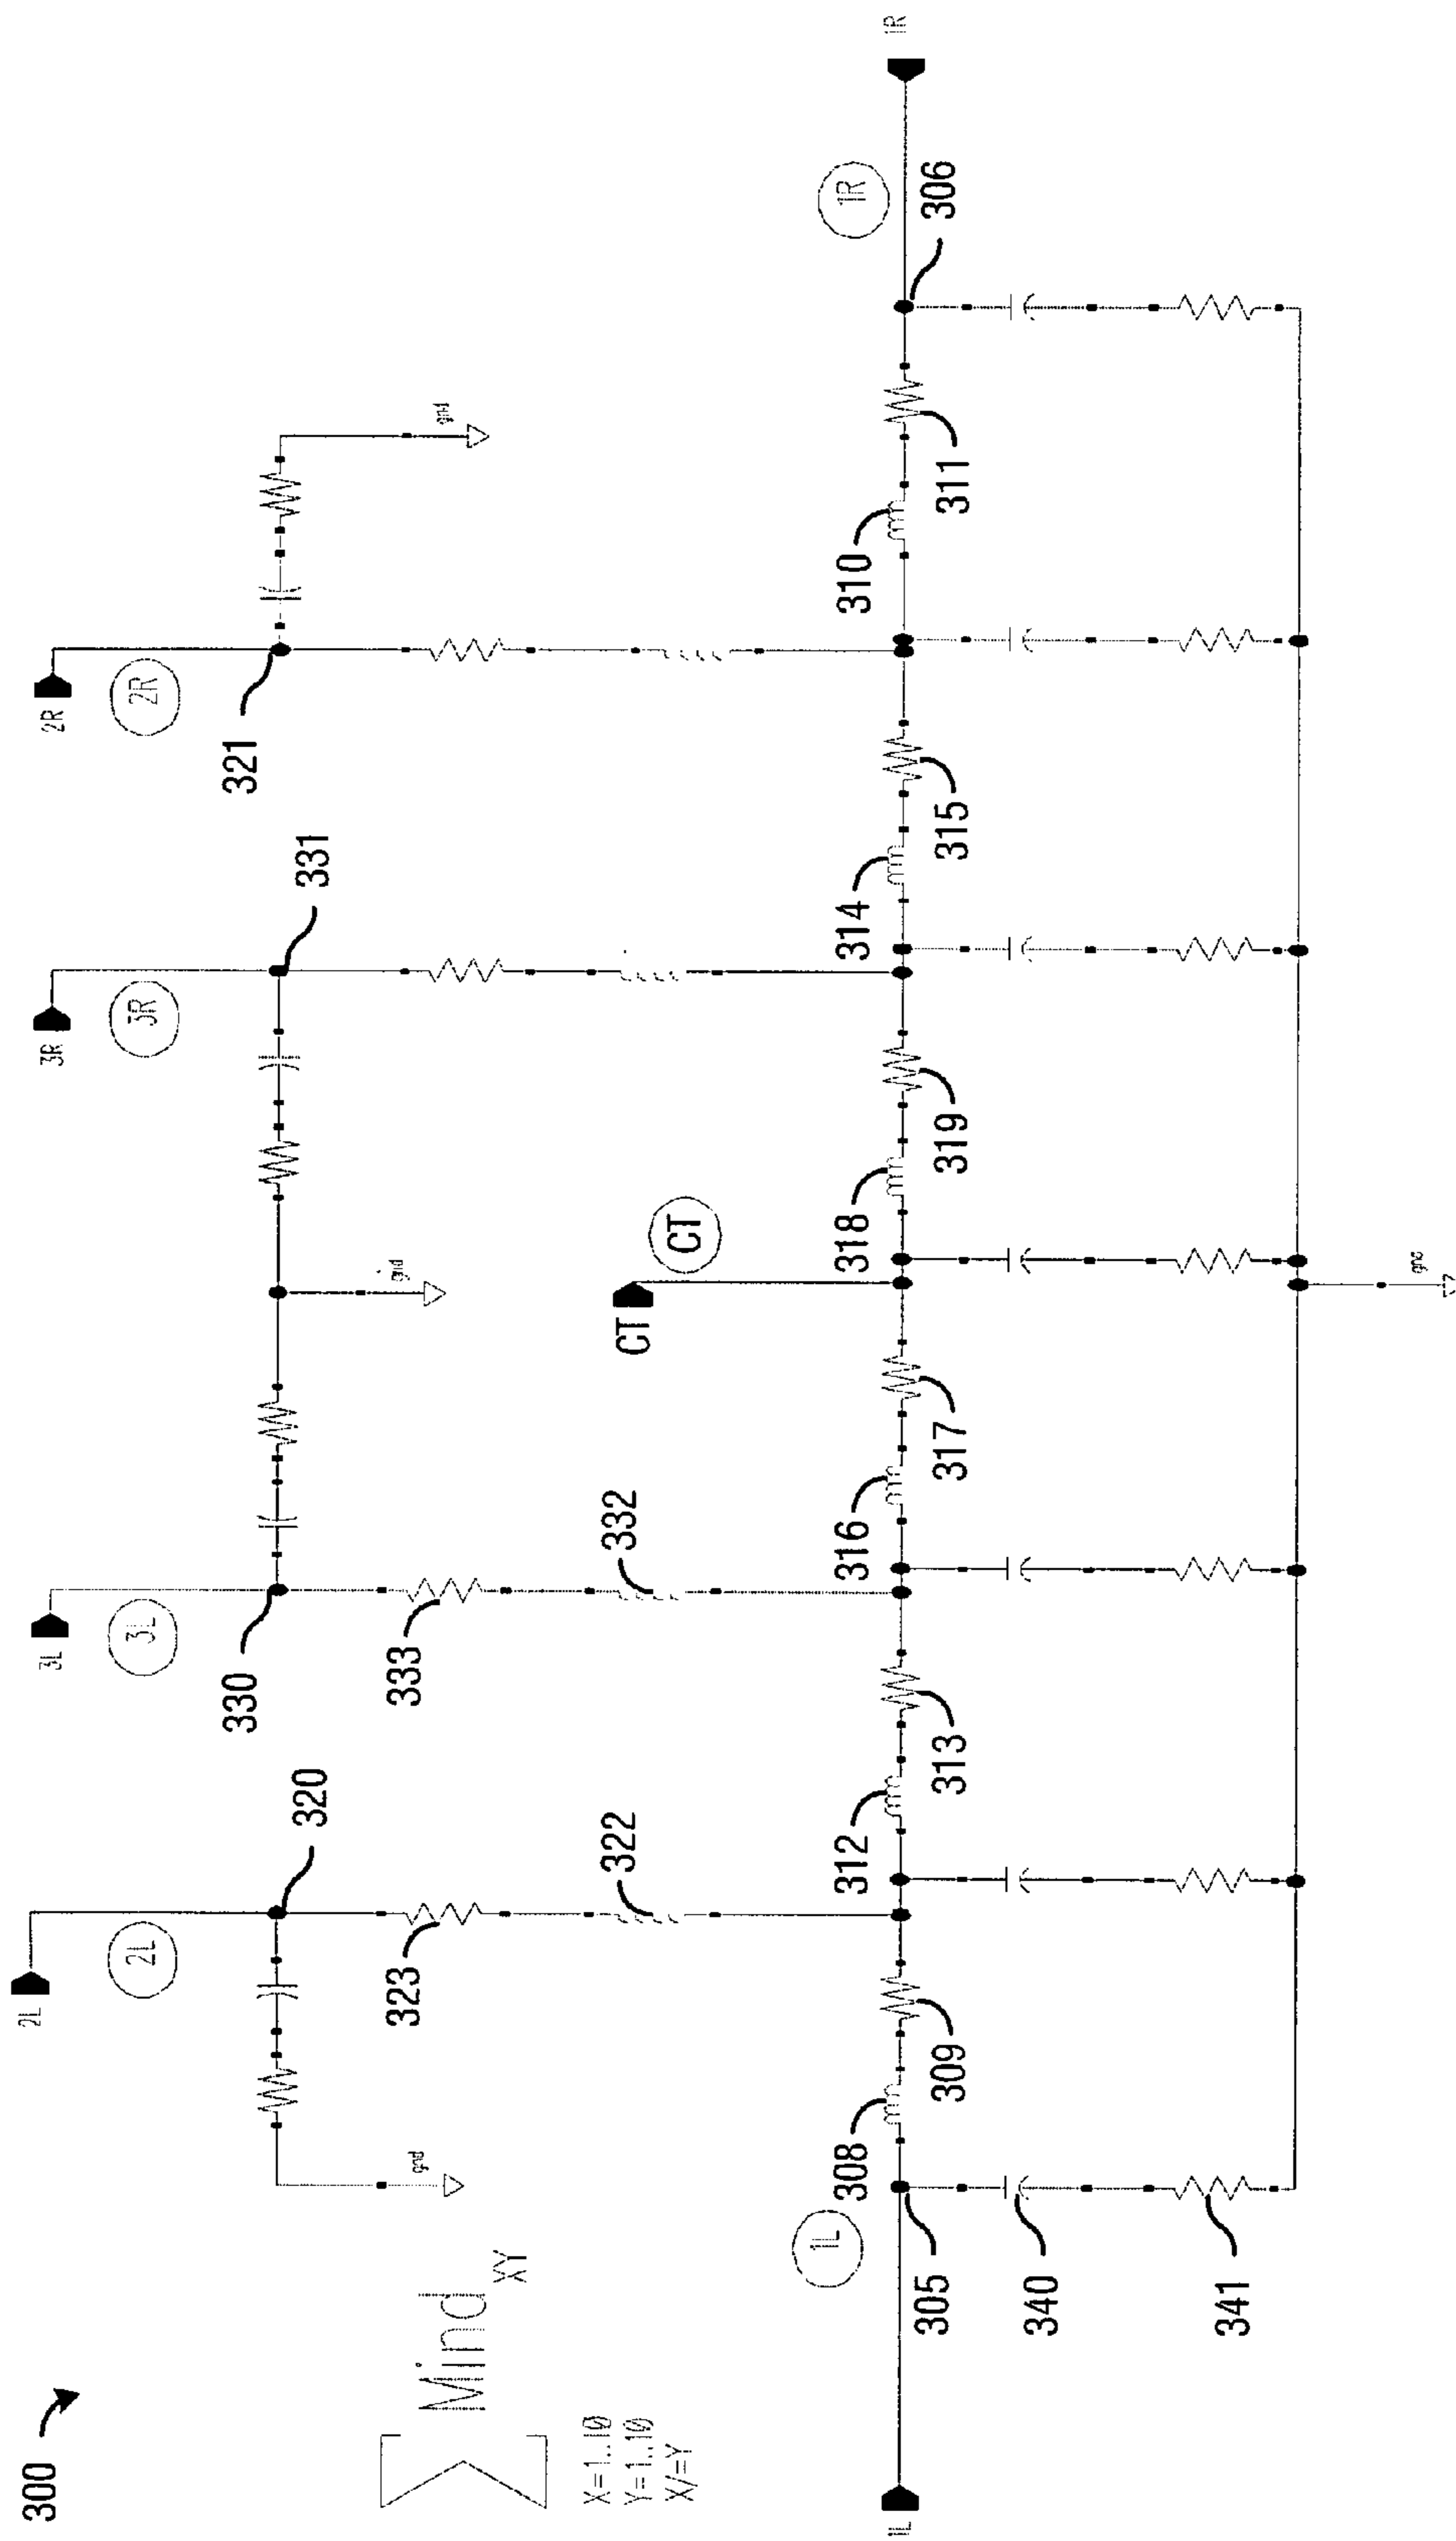 300
2L
3L
3R
2R
2L
3L
3R
2R
320
330
331
321
gnd
gnd
gnd
323
333
∑ Mind XY
X=1..10
Y=1..10
X/=Y
322
332
CT
CT
1L
1R
308
312
316
318
314
310
1L
1R
305
309
313
317
319
315
311
306
340
341
gnd